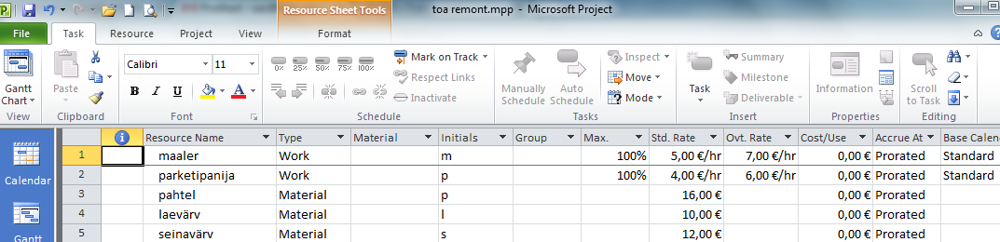 Resource Sheet Tools toa remont.mpp - Microsoft Project
File Task Resource Project View Format
Calibri 11 0% 25% 50% 75% 100% Mark on Track Inspect Summary
Respect Links Move Milestone
Gantt Chart Paste B I U A Inactivate Manually Schedule Auto Schedule Mode Task Deliverable Information Scroll to Task
View Clipboard Font Schedule Tasks Insert Properties Editing
Resource Name Type Material Initials Group Max. Std. Rate Ovt. Rate Cost/Use Accrue At Base Calen
1 maaler Work m 100% 5,00 €/hr 7,00 €/hr 0,00 € Prorated Standard
Calendar
2 parketipanija Work p 100% 4,00 €/hr 6,00 €/hr 0,00 € Prorated Standard
3 pahtel Material p 16,00 € 0,00 € Prorated
4 laevärv Material l 10,00 € 0,00 € Prorated
Gantt
5 seinavärv Material s 12,00 € 0,00 € Prorated